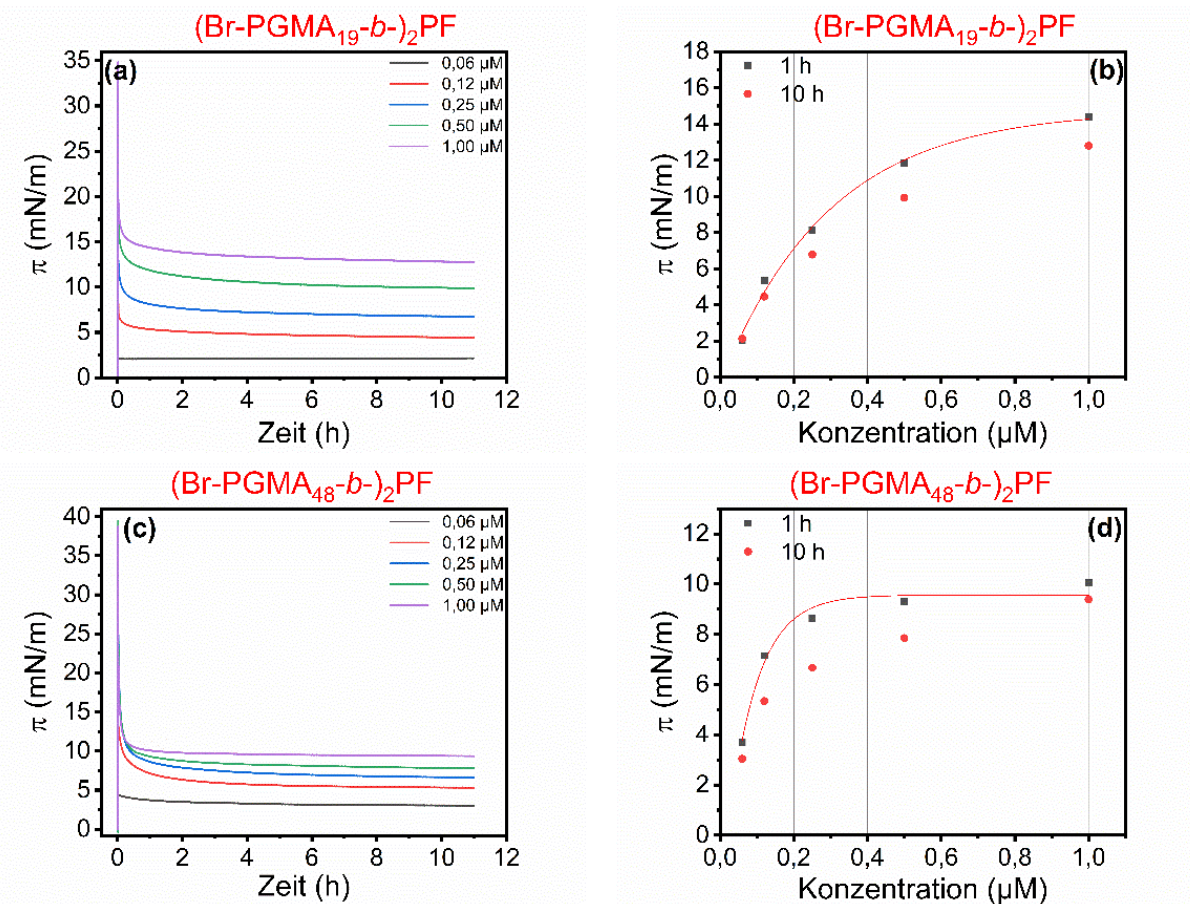 (Br-PGMA19-b-)2PF
(a)
0,06 µM
0,12 µM
0,25 µM
0,50 µM
1,00 µM
35
30
25
20
15
10
5
0
π (mN/m)
0 2 4 6 8 10 12
Zeit (h)
(Br-PGMA19-b-)2PF
1 h
10 h
(b)
18
16
14
12
10
8
6
4
2
0
π (mN/m)
0,0 0,2 0,4 0,6 0,8 1,0
Konzentration (µM)
(Br-PGMA48-b-)2PF
(c)
0,06 µM
0,12 µM
0,25 µM
0,50 µM
1,00 µM
40
35
30
25
20
15
10
5
0
π (mN/m)
0 2 4 6 8 10 12
Zeit (h)
(Br-PGMA48-b-)2PF
1 h
10 h
(d)
12
10
8
6
4
2
0
π (mN/m)
0,0 0,2 0,4 0,6 0,8 1,0
Konzentration (µM)